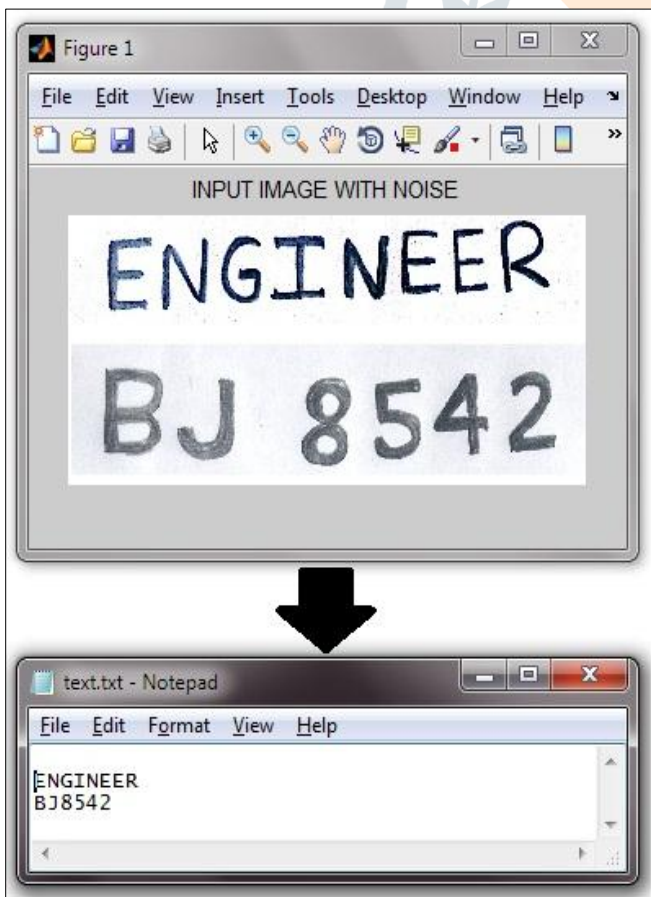 Figure 1
File Edit View Insert Tools Desktop Window Help
INPUT IMAGE WITH NOISE
ENGINEER
BJ 8542
text.txt - Notepad
File Edit Format View Help
ENGINEER
BJ8542